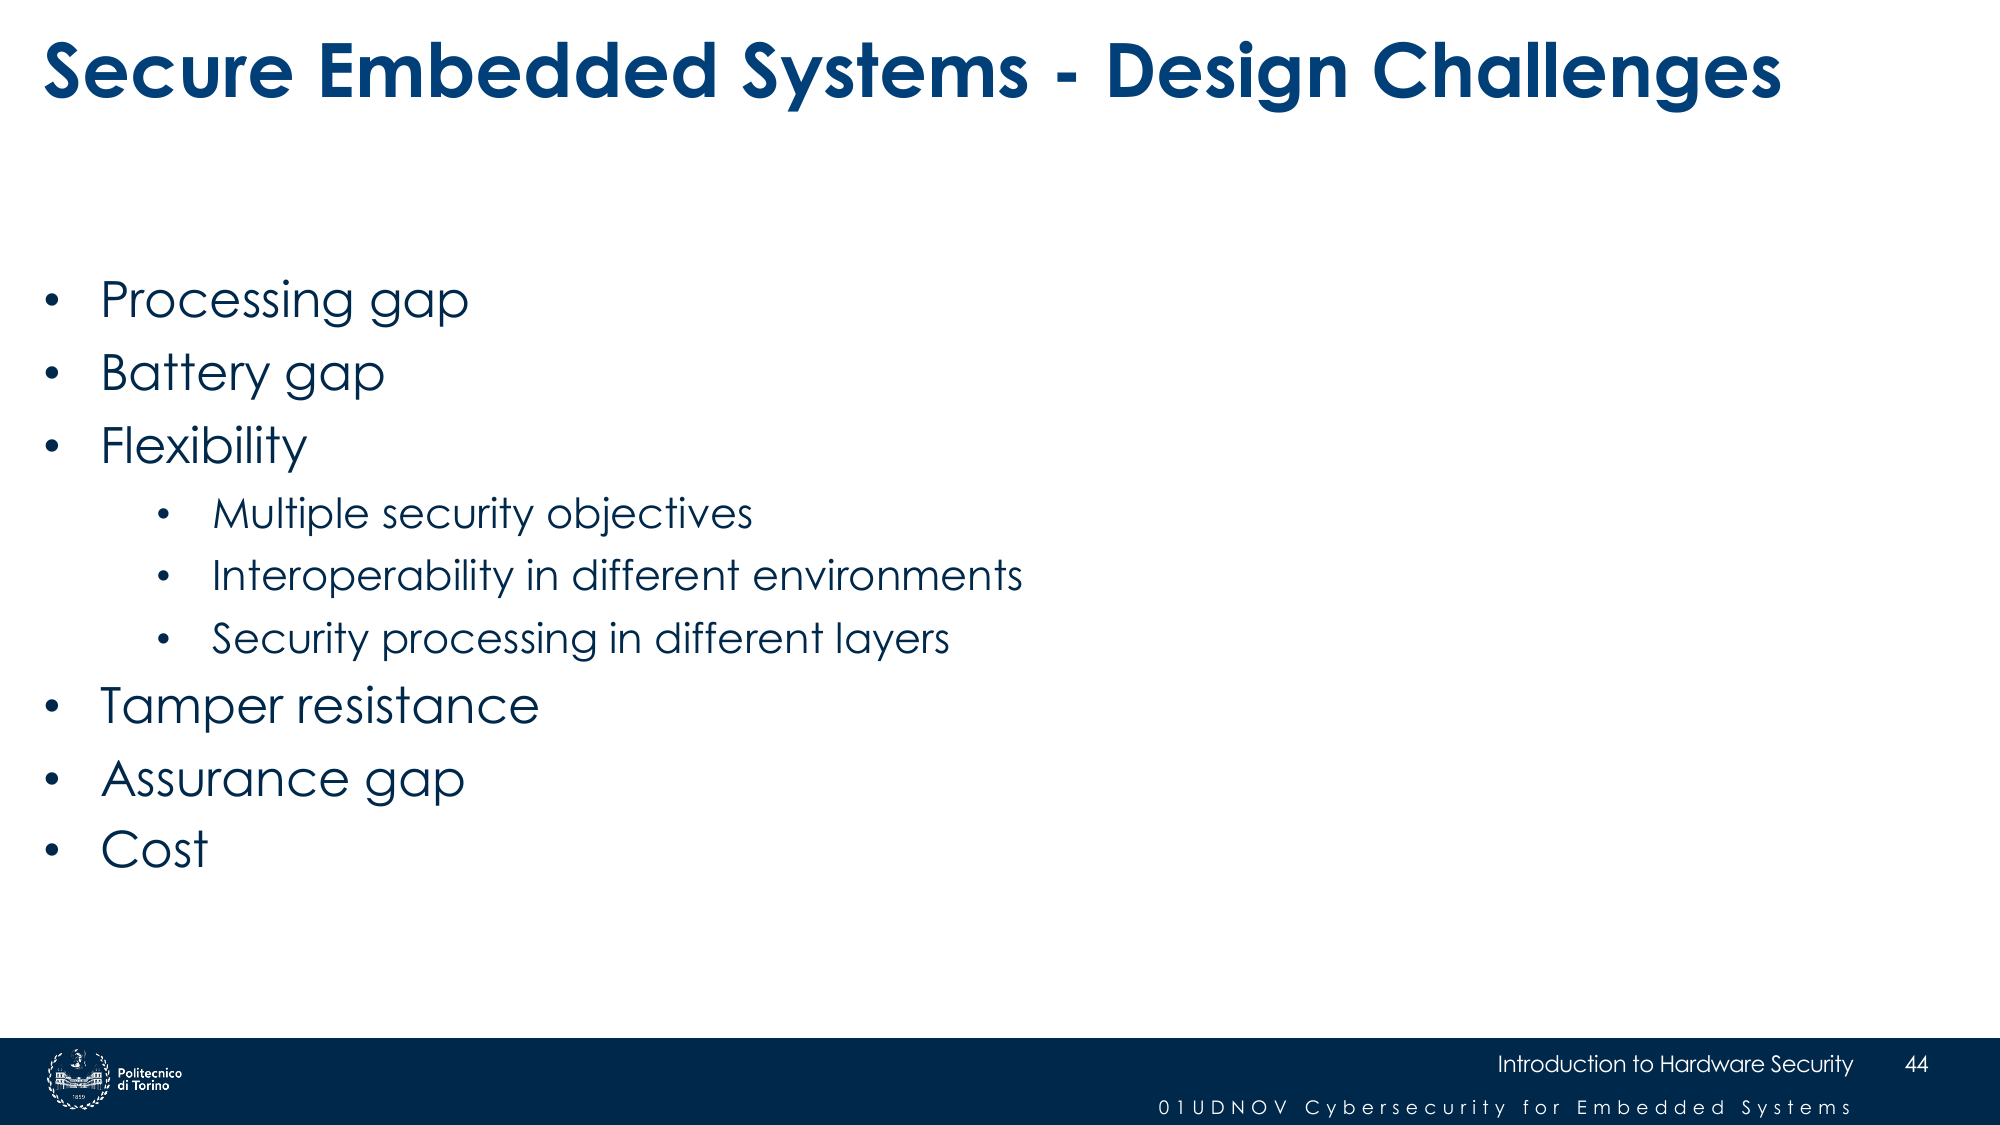 Secure Embedded Systems - Design Challenges
• Processing gap
• Battery gap
• Flexibility
• Multiple security objectives
• Interoperability in different environments
• Security processing in different layers
• Tamper resistance
• Assurance gap
• Cost
1859
Politecnico
di Torino
Introduction to Hardware Security
44
01UDNOV Cybersecurity for Embedded Systems